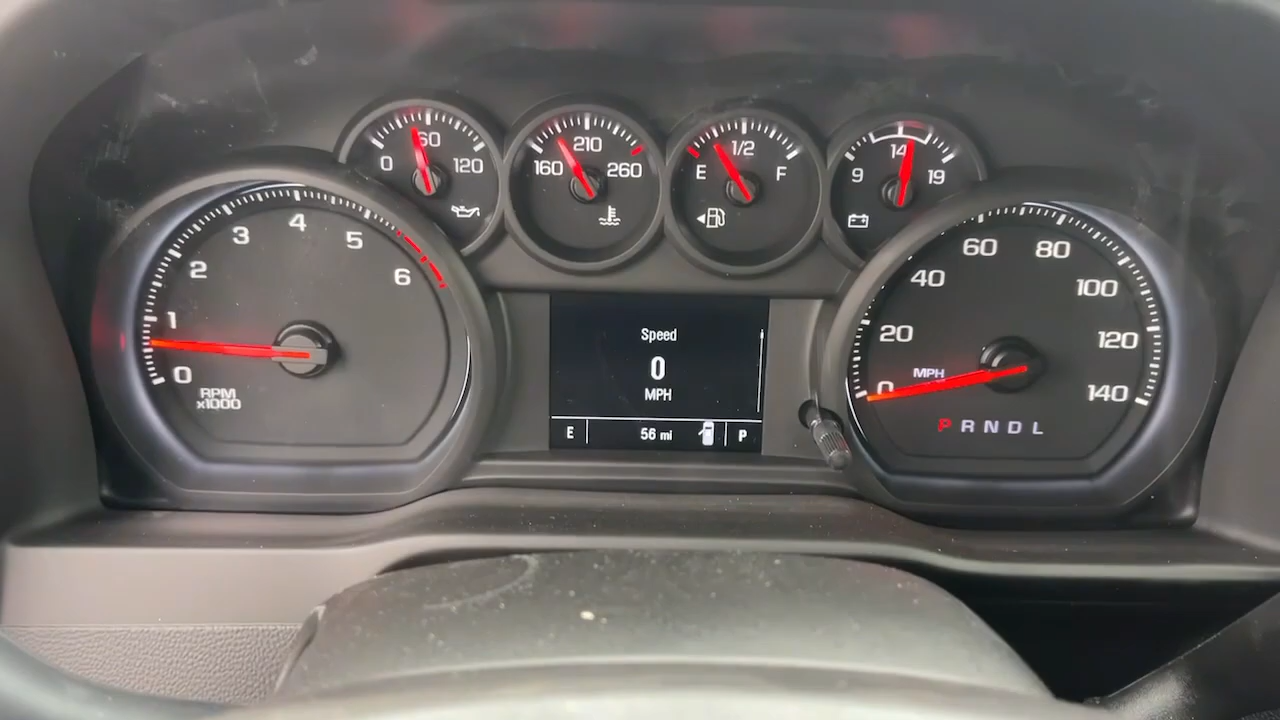 0 60 120
160 210 260
E 1/2 F
9 14 19
0 1 2 3 4 5 6
RPM
x1000
Speed
0
MPH
E 56 mi P
0 20 40 60 80 100 120 140
MPH
P R N D L